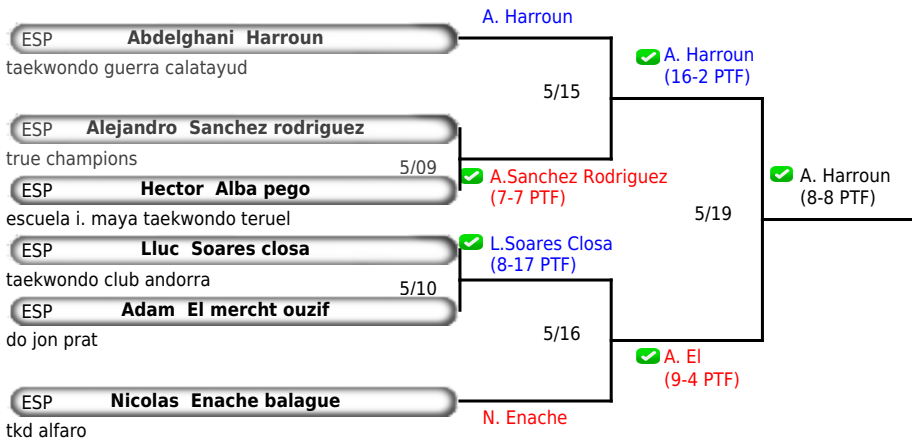 A. Harroun
ESP Abdelghani Harroun
taekwondo guerra calatayud
A. Harroun
(16-2 PTF)
5/15
ESP Alejandro Sanchez rodriguez
true champions
5/09
A.Sanchez Rodriguez
(7-7 PTF)
ESP Hector Alba pego
escuela i. maya taekwondo teruel
A. Harroun
(8-8 PTF)
5/19
ESP Lluc Soares closa
taekwondo club andorra
L.Soares Closa
(8-17 PTF)
5/10
ESP Adam El mercht ouzif
do jon prat
5/16
A. El
(9-4 PTF)
ESP Nicolas Enache balague
tkd alfaro
N. Enache